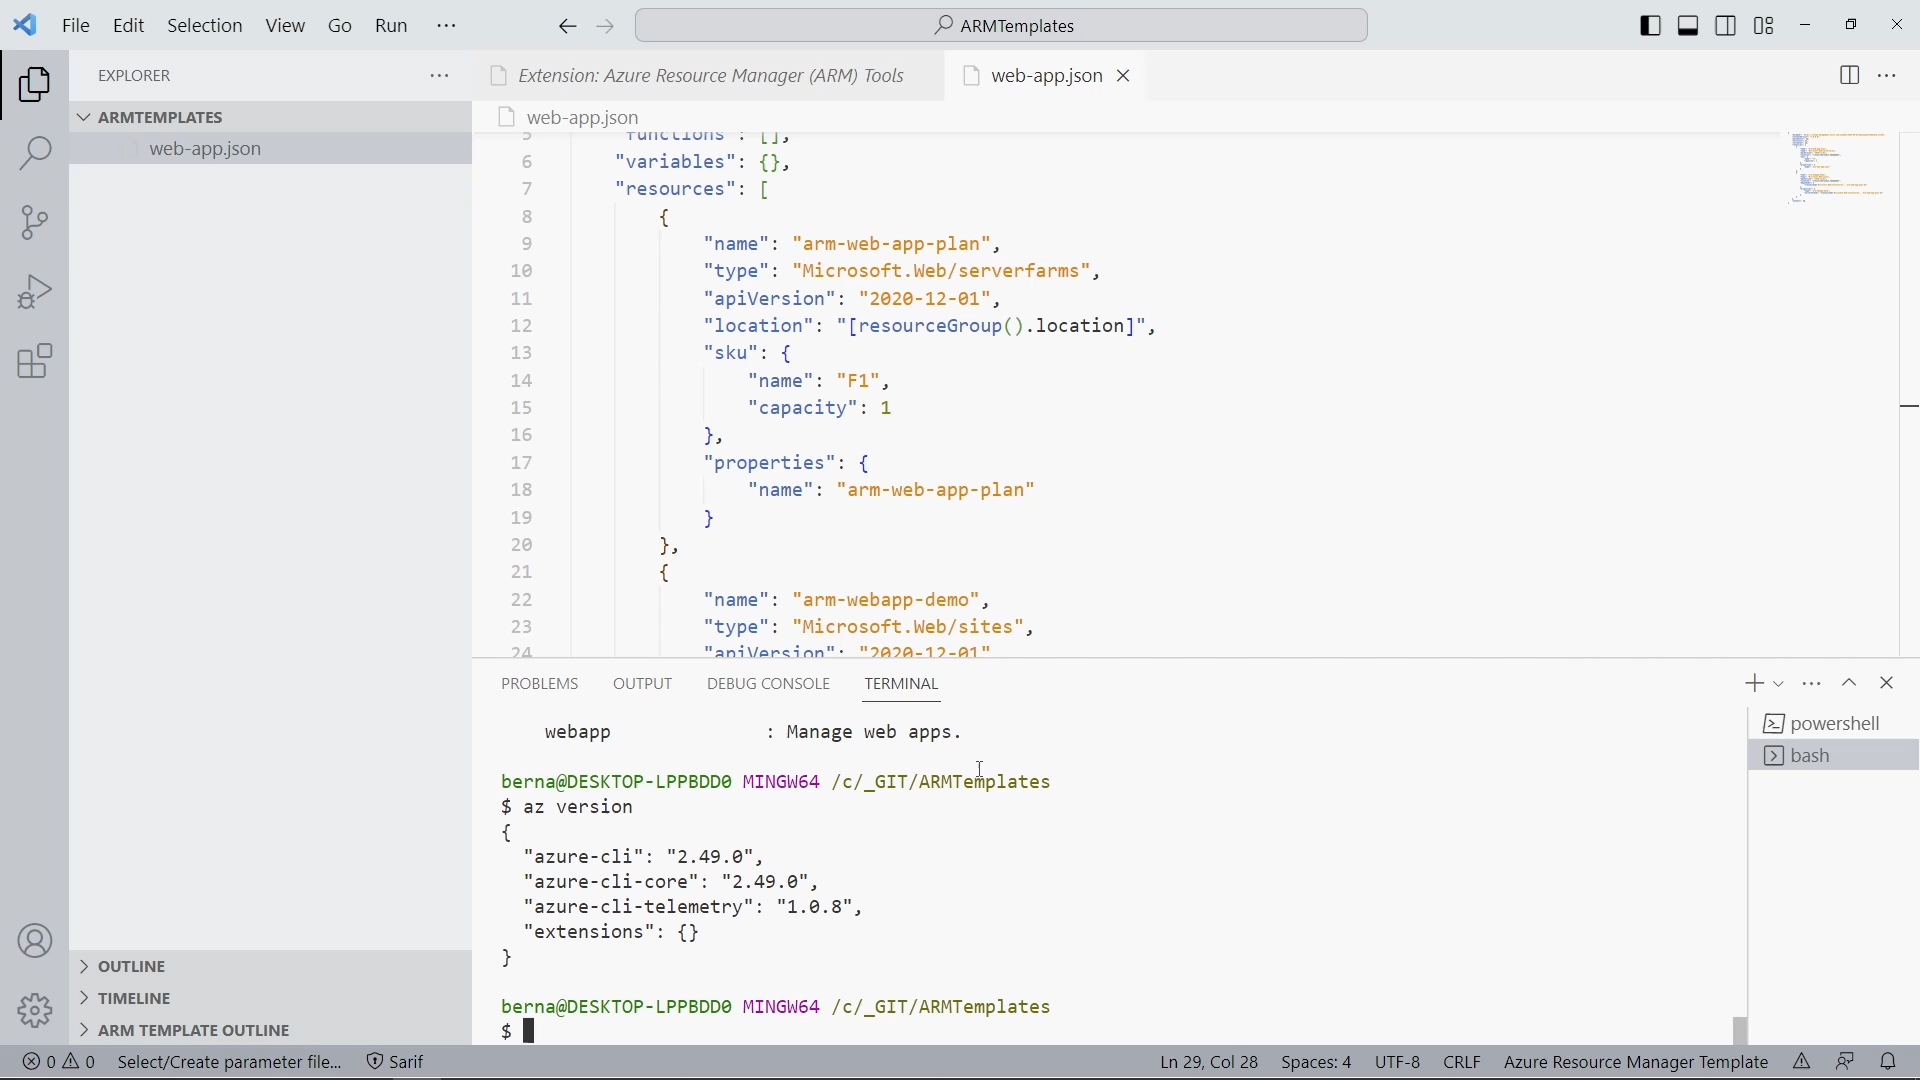 File Edit Selection View Go Run ···
ARMTemplates
EXPLORER ···
ARMTEMPLATES
web-app.json
OUTLINE
TIMELINE
ARM TEMPLATE OUTLINE
Extension: Azure Resource Manager (ARM) Tools
web-app.json
web-app.json
5 "functions": [],
6 "variables": {},
7 "resources": [
8 {
9 "name": "arm-web-app-plan",
10 "type": "Microsoft.Web/serverfarms",
11 "apiVersion": "2020-12-01",
12 "location": "[resourceGroup().location]",
13 "sku": {
14 "name": "F1",
15 "capacity": 1
16 },
17 "properties": {
18 "name": "arm-web-app-plan"
19 }
20 },
21 {
22 "name": "arm-webapp-demo",
23 "type": "Microsoft.Web/sites",
24 "apiVersion": "2020-12-01"
PROBLEMS OUTPUT DEBUG CONSOLE TERMINAL
webapp : Manage web apps.
berna@DESKTOP-LPPBDD0 MINGW64 /c/_GIT/ARMTemplates
$ az version
{
"azure-cli": "2.49.0",
"azure-cli-core": "2.49.0",
"azure-cli-telemetry": "1.0.8",
"extensions": {}
}
berna@DESKTOP-LPPBDD0 MINGW64 /c/_GIT/ARMTemplates
$
powershell
bash
0 0 Select/Create parameter file... Sarif Ln 29, Col 28 Spaces: 4 UTF-8 CRLF Azure Resource Manager Template